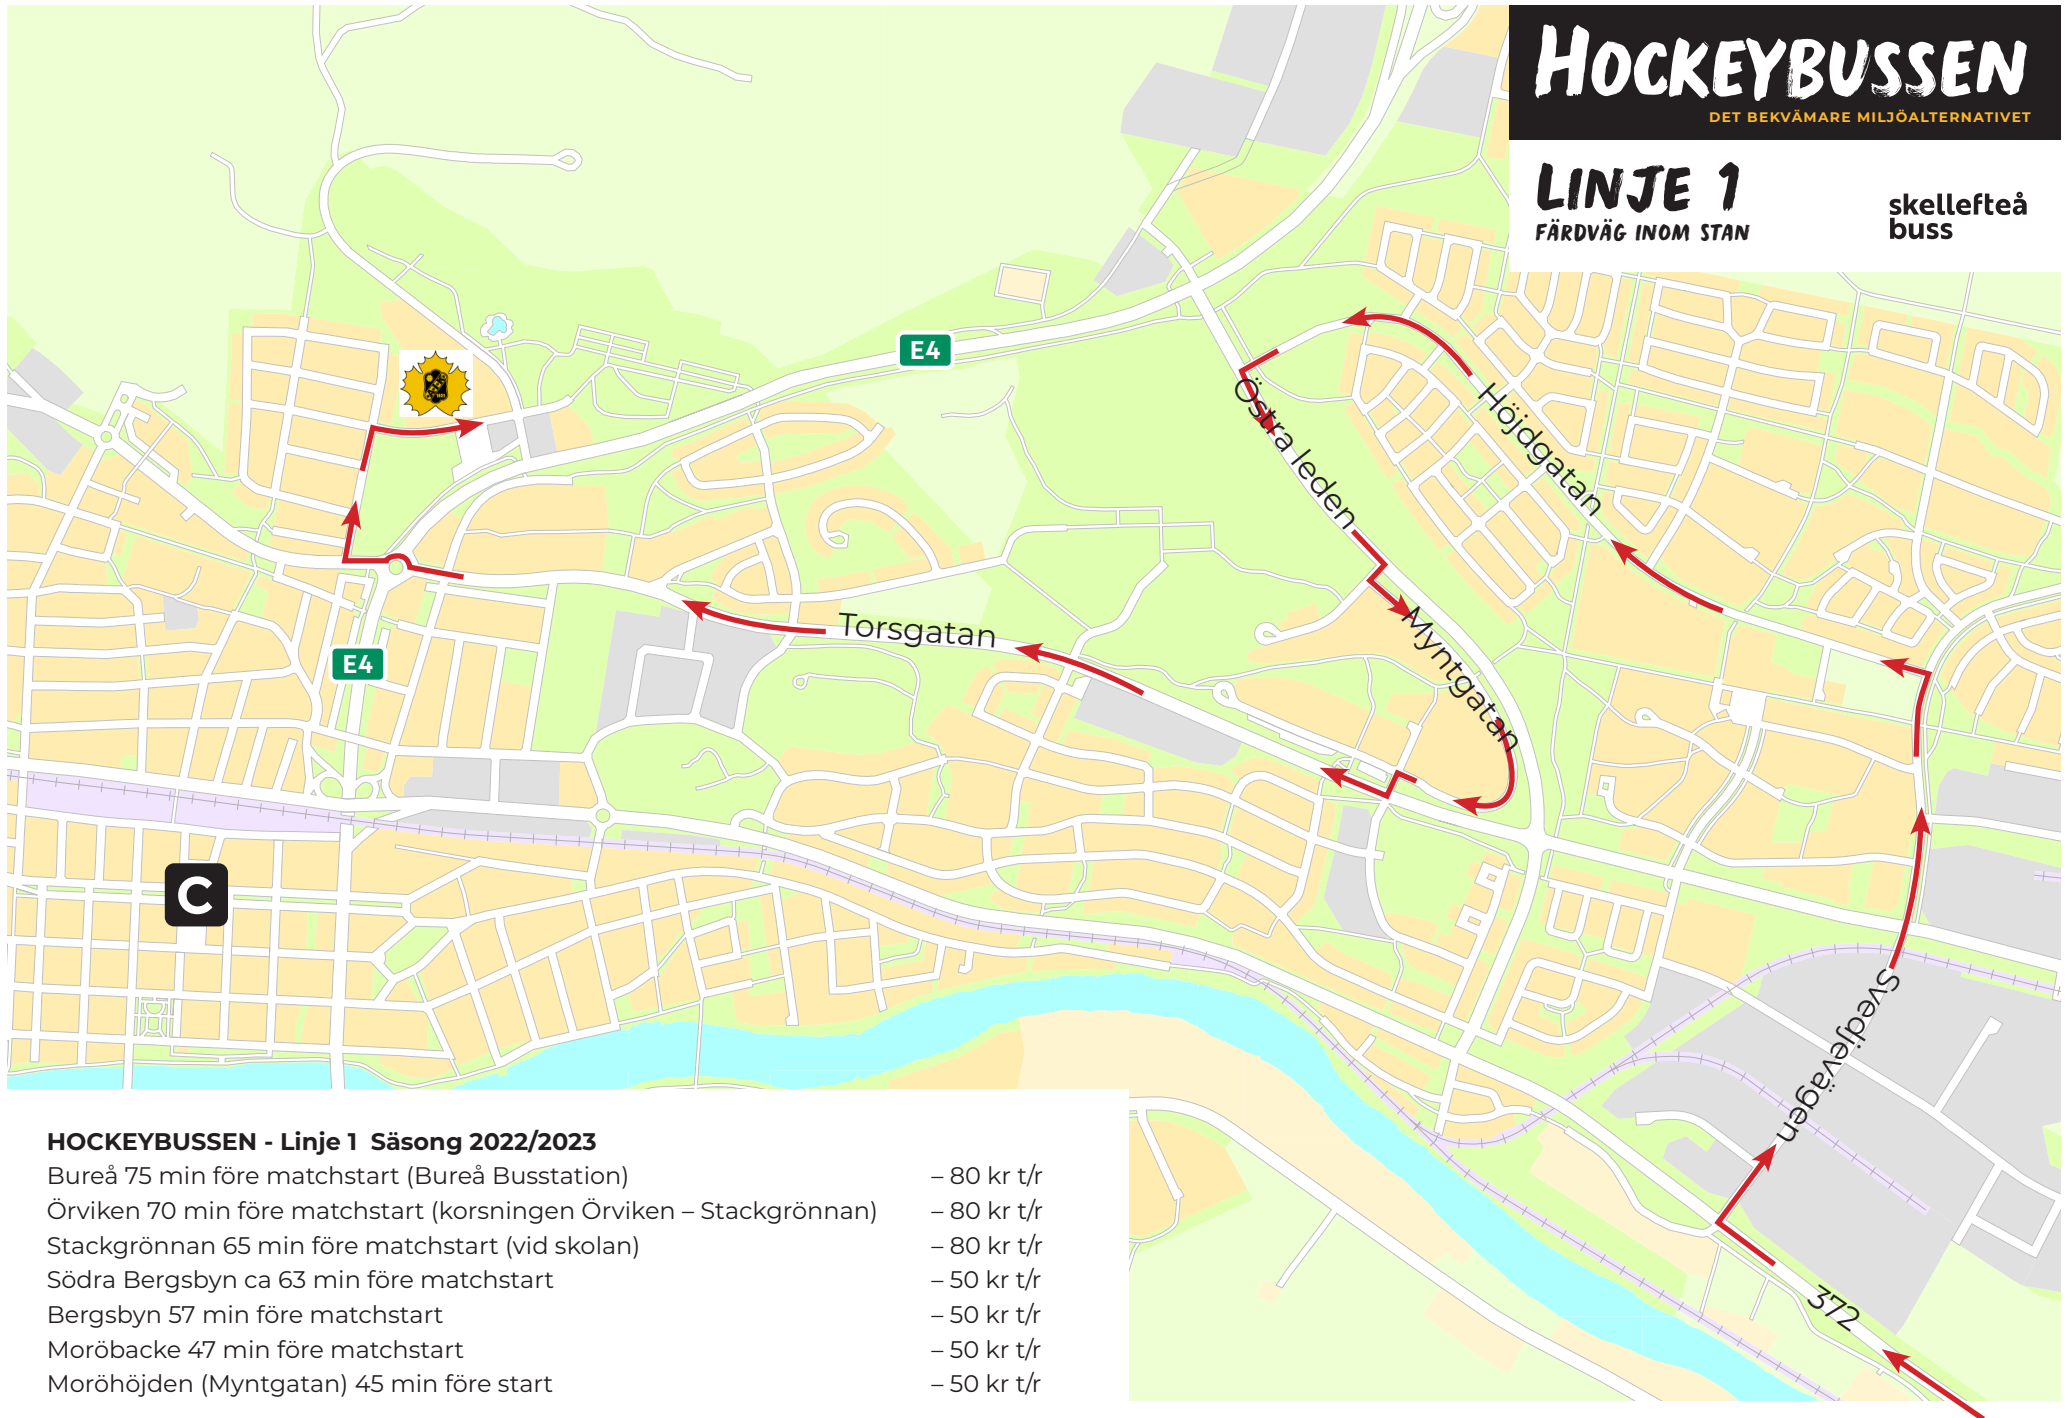 HOCKEYBUSSEN
DET BEKVÄMARE MILJÖALTERNATIVET
LINJE 1
FÄRDVÄG INOM STAN
skellefteå
buss
E4
Östra leden
Höjdgatan
Myntgatan
Torsgatan
E4
C
Svedjevägen
372
HOCKEYBUSSEN - Linje 1 Säsong 2022/2023
Bureå 75 min före matchstart (Bureå Busstation) – 80 kr t/r
Örviken 70 min före matchstart (korsningen Örviken – Stackgrönnan) – 80 kr t/r
Stackgrönnan 65 min före matchstart (vid skolan) – 80 kr t/r
Södra Bergsbyn ca 63 min före matchstart – 50 kr t/r
Bergsbyn 57 min före matchstart – 50 kr t/r
Moröbacke 47 min före matchstart – 50 kr t/r
Moröhöjden (Myntgatan) 45 min före start – 50 kr t/r